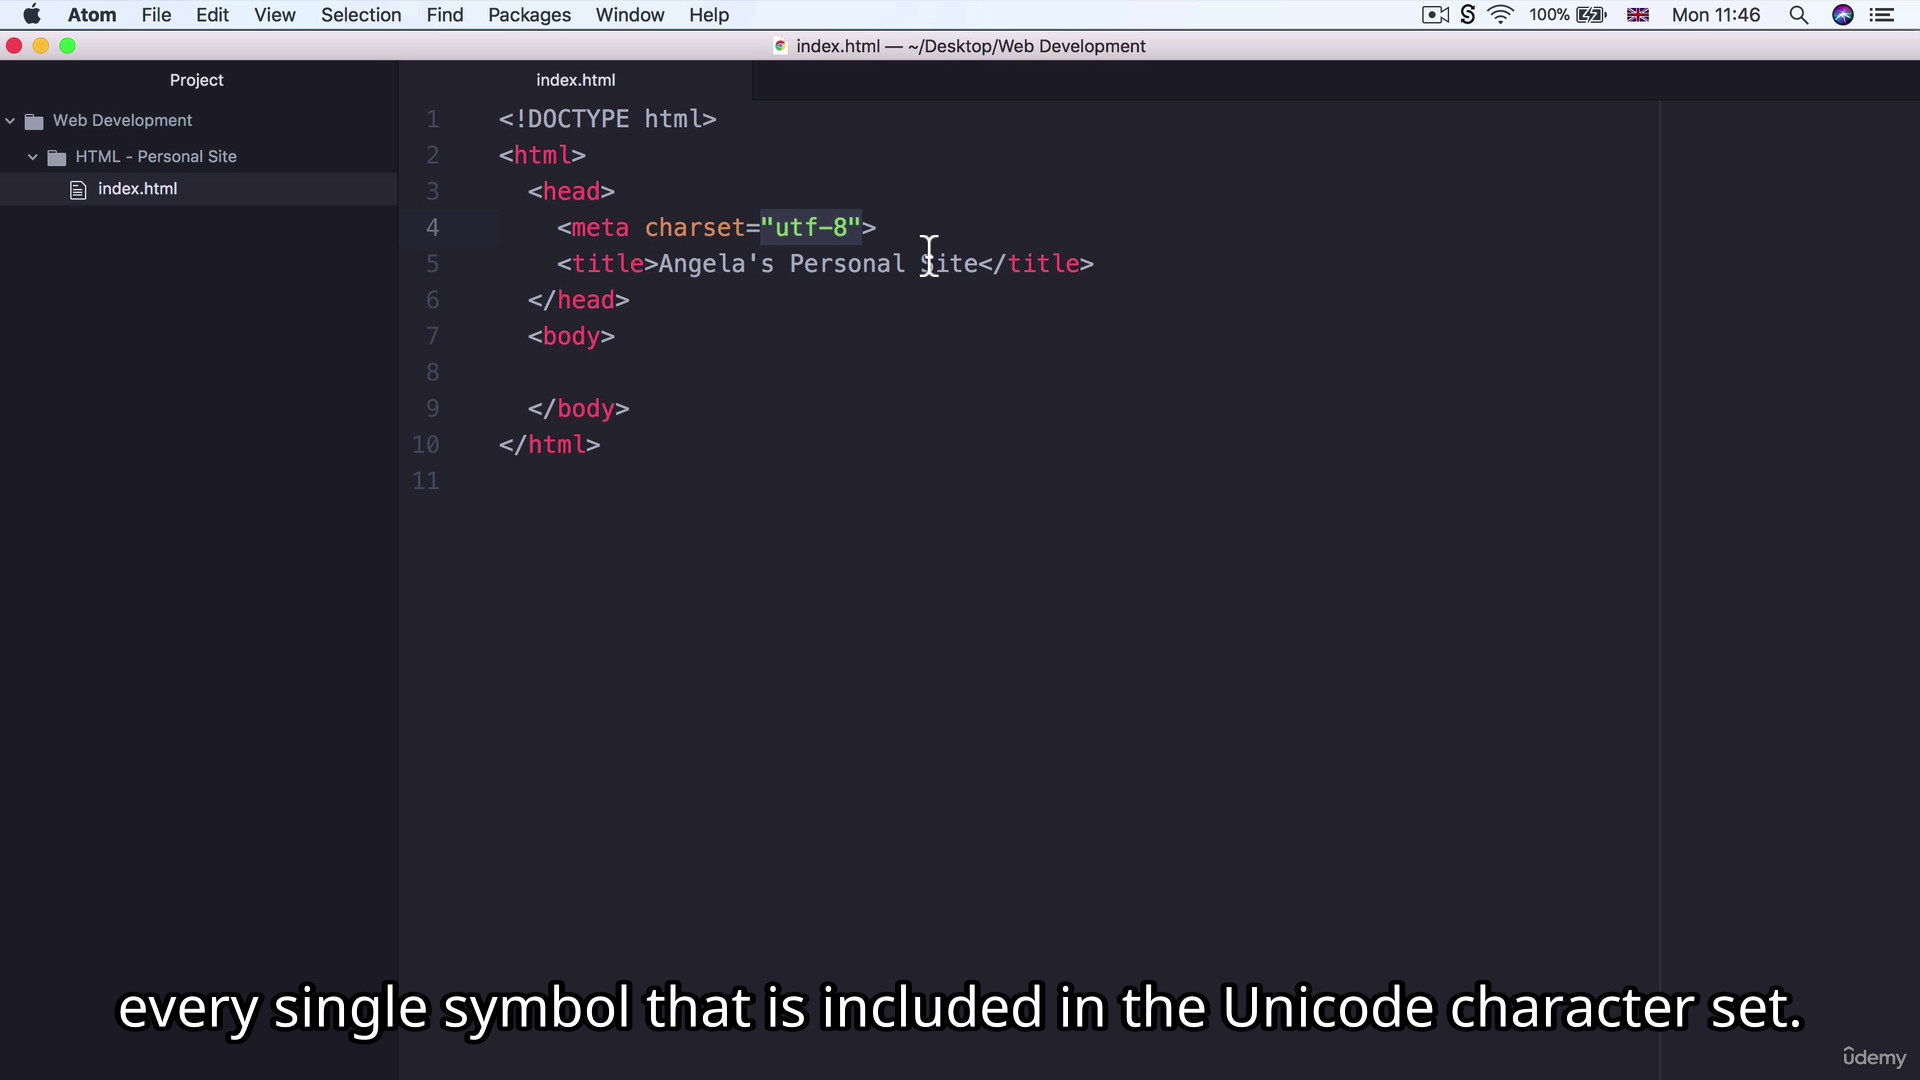 Atom File Edit View Selection Find Packages Window Help 100% Mon 11:46
index.html — ~/Desktop/Web Development
Project
index.html
Web Development
HTML - Personal Site
index.html
1 <!DOCTYPE html>
2 <html>
3 <head>
4 <meta charset="utf-8">
5 <title>Angela's Personal Site</title>
6 </head>
7 <body>
8
9 </body>
10 </html>
11
every single symbol that is included in the Unicode character set.
ûdemy